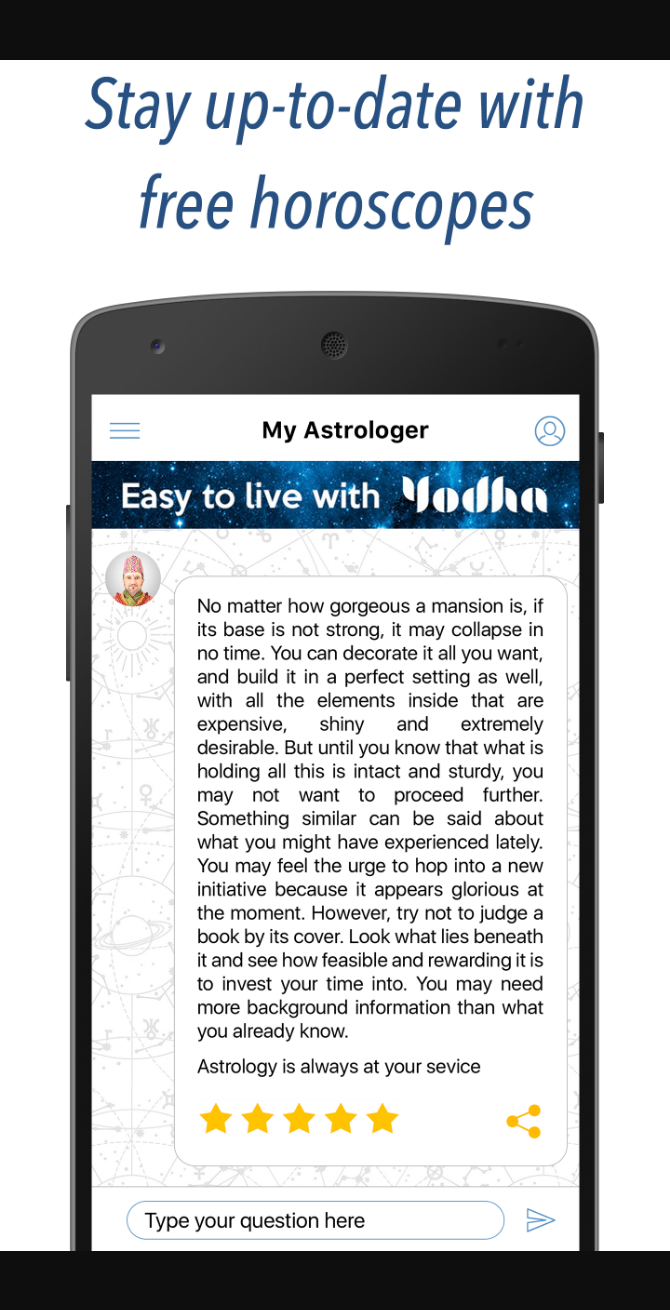 Stay up-to-date with
free horoscopes
My Astrologer
Easy to live with Yodha
No matter how gorgeous a mansion is, if
its base is not strong, it may collapse in
no time. You can decorate it all you want,
and build it in a perfect setting as well,
with all the elements inside that are
expensive, shiny and extremely
desirable. But until you know that what is
holding all this is intact and sturdy, you
may not want to proceed further.
Something similar can be said about
what you might have experienced lately.
You may feel the urge to hop into a new
initiative because it appears glorious at
the moment. However, try not to judge a
book by its cover. Look what lies beneath
it and see how feasible and rewarding it is
to invest your time into. You may need
more background information than what
you already know.
Astrology is always at your sevice
Type your question here